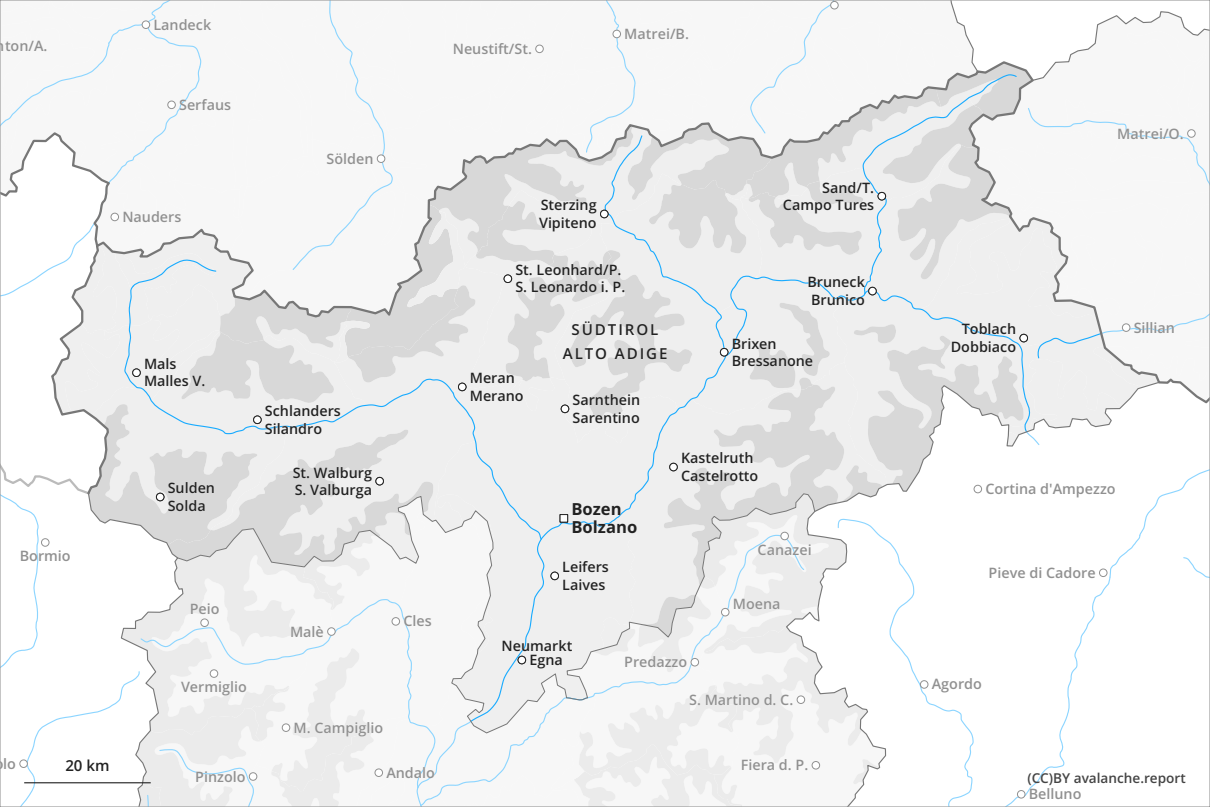 Landeck
nton/A.
Neustift/St.
Matrei/B.
Serfaus
Matrei/O.
Sölden
Nauders
Sand/T.
Campo Tures
Sterzing
Vipiteno
St. Leonhard/P.
S. Leonardo i. P.
Bruneck
Brunico
SÜDTIROL
ALTO ADIGE
Toblach
Dobbiaco
Sillian
Brixen
Bressanone
Mals
Malles V.
Meran
Merano
Sarnthein
Sarentino
Schlanders
Silandro
Kastelruth
Castelrotto
St. Walburg
S. Valburga
Sulden
Solda
Cortina d'Ampezzo
Bozen
Bolzano
Bormio
Canazei
Leifers
Laives
Pieve di Cadore
Peio
Moena
Malè
Cles
Neumarkt
Egna
Predazzo
Vermiglio
Agordo
S. Martino d. C.
M. Campiglio
20 km
olo
Pinzolo
Andalo
Fiera d. P.
(CC)BY avalanche.report
Belluno